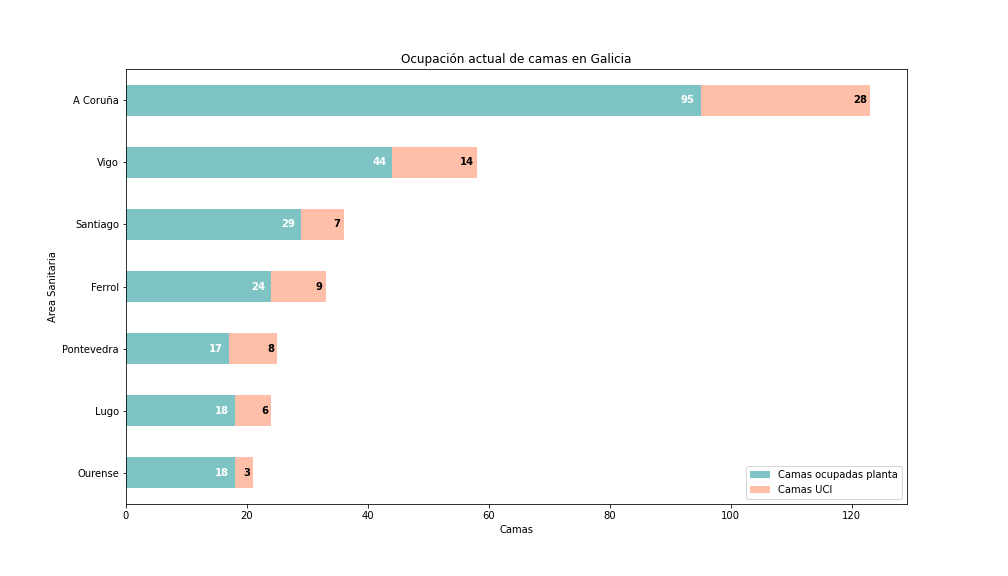 Ocupación actual de camas en Galicia
A Coruña
95
28
Vigo
44
14
Santiago
29
7
Area Sanitaria
Ferrol
24
9
Pontevedra
17
8
Lugo
18
6
Ourense
18
3
Camas ocupadas planta
Camas UCI
0 20 40 60 80 100 120
Camas